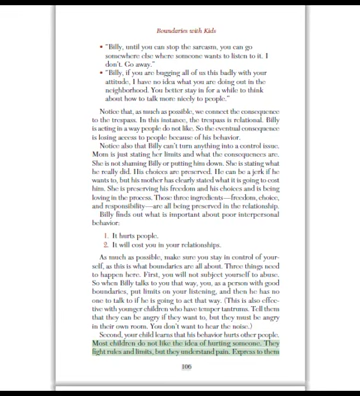 Boundaries with Kids
• "Billy, until you can stop the sarcasm, you can go
somewhere else where someone wants to listen to it. I
don't. Go away."
• "Billy, if you are bugging all of us this badly with your
attitude, I have no idea what you are doing out in the
neighborhood. You better stay in for a while to think
about how to talk more nicely to people."
Notice that, as much as possible, we connect the consequence
to the trespass. In this instance, the trespass is relational. Billy
is acting in a way people do not like. So the eventual consequence
is losing access to people because of his behavior.
Notice also that Billy can't turn anything into a control issue.
Mom is just stating her limits and what the consequences are.
She is not shaming Billy or putting him down. She is stating what
he really did. His choices are preserved. He can be a jerk if he
wants to, but his mother has clearly stated what it is going to cost
him. She is preserving his freedom and his choices and is being
loving in the process. Those three ingredients—freedom, choice,
and responsibility—are all being preserved in the relationship.
Billy finds out what is important about poor interpersonal
behavior:
1. It hurts people.
2. It will cost you in your relationships.
As much as possible, make sure you stay in control of your-
self, as this is what boundaries are all about. Three things need
to happen here. First, you will not subject yourself to abuse.
So when Billy talks to you that way, you, as a person with good
boundaries, put limits on your listening, and then he has no
one to talk to if he is going to act that way. (This is also effec-
tive with younger children who have temper tantrums. Tell them
that they can be angry if they want to, but they must be angry
in their own room. You don't want to hear the noise.)
Second, your child learns that his behavior hurts other people.
Most children do not like the idea of hurting someone. They
fight rules and limits, but they understand pain. Express to them
106